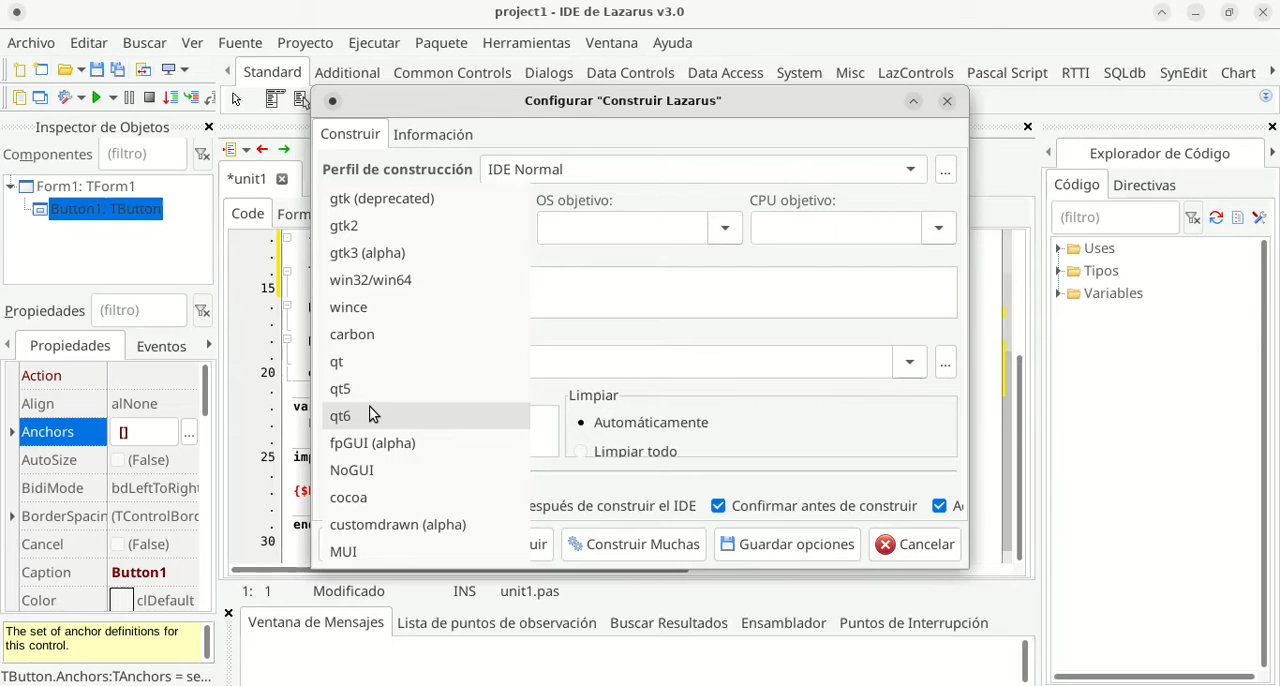 project1 - IDE de Lazarus v3.0
Archivo Editar Buscar Ver Fuente Proyecto Ejecutar Paquete Herramientas Ventana Ayuda
Standard Additional Common Controls Dialogs Data Controls Data Access System Misc LazControls Pascal Script RTTI SQLdb SynEdit Chart
Configurar "Construir Lazarus"
Inspector de Objetos
Componentes (filtro)
Form1: TForm1
Button1: TButton
Propiedades (filtro)
Propiedades Eventos
Action
Align alNone
Anchors []
...
AutoSize (False)
BidiMode bdLeftToRigh
BorderSpacin (TControlBord
Cancel (False)
Caption Button1
Color clDefault
The set of anchor definitions for
this control.
TButton.Anchors:TAnchors = se...
*unit1
Code Form
15
20
25
30
va
im
{$
en
Construir Información
Perfil de construcción IDE Normal ...
gtk (deprecated)
gtk2
gtk3 (alpha)
win32/win64
wince
carbon
qt
qt5
qt6
fpGUI (alpha)
NoGUI
cocoa
customdrawn (alpha)
MUI
OS objetivo: CPU objetivo:
...
Limpiar
Automáticamente
Limpiar todo
espués de construir el IDE Confirmar antes de construir
uir Construir Muchas Guardar opciones Cancelar
1: 1 Modificado INS unit1.pas
Ventana de Mensajes Lista de puntos de observación Buscar Resultados Ensamblador Puntos de Interrupción
Explorador de Código
Código Directivas
(filtro)
Uses
Tipos
Variables